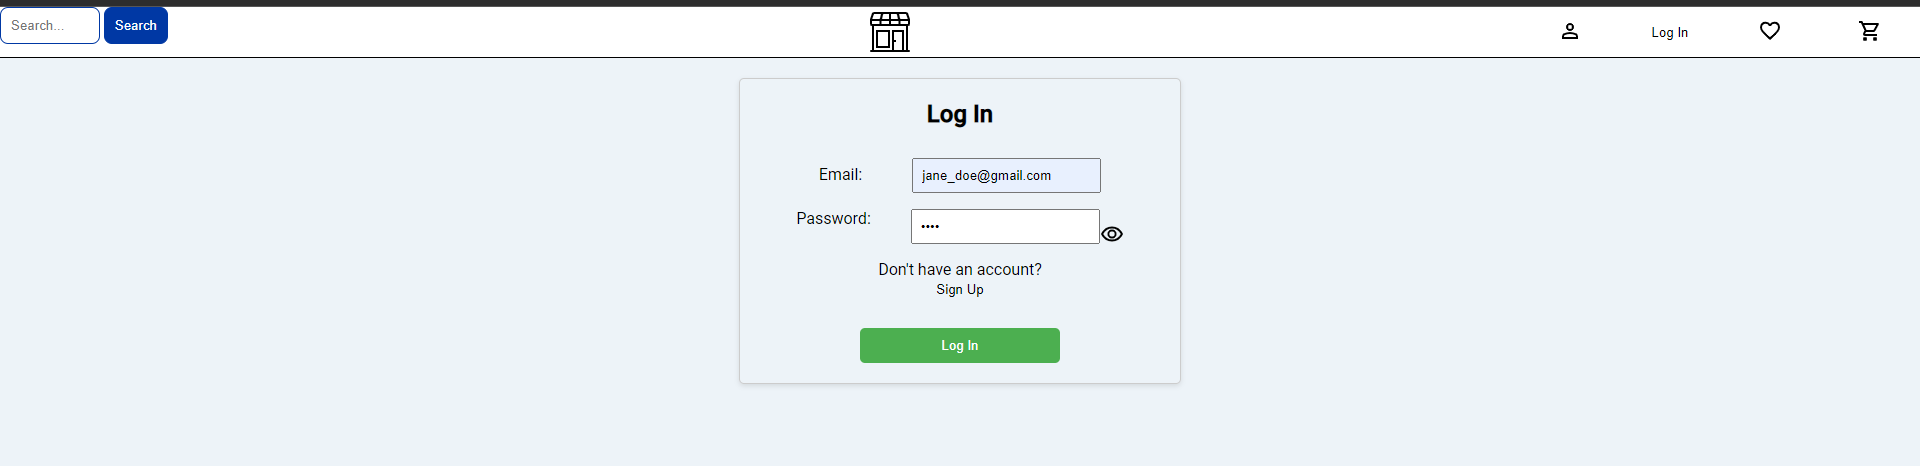 Search... Search Log In
Log In
Email: jane_doe@gmail.com
Password: ••••
Don't have an account?
Sign Up
Log In